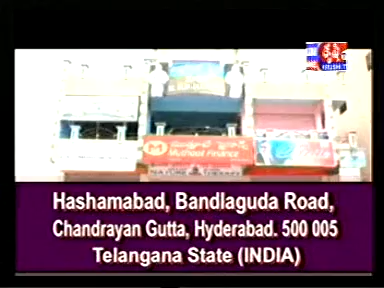 Muthoot Finance
Hashamabad, Bandlaguda Road,
Chandrayan Gutta, Hyderabad. 500 005
Telangana State (INDIA)